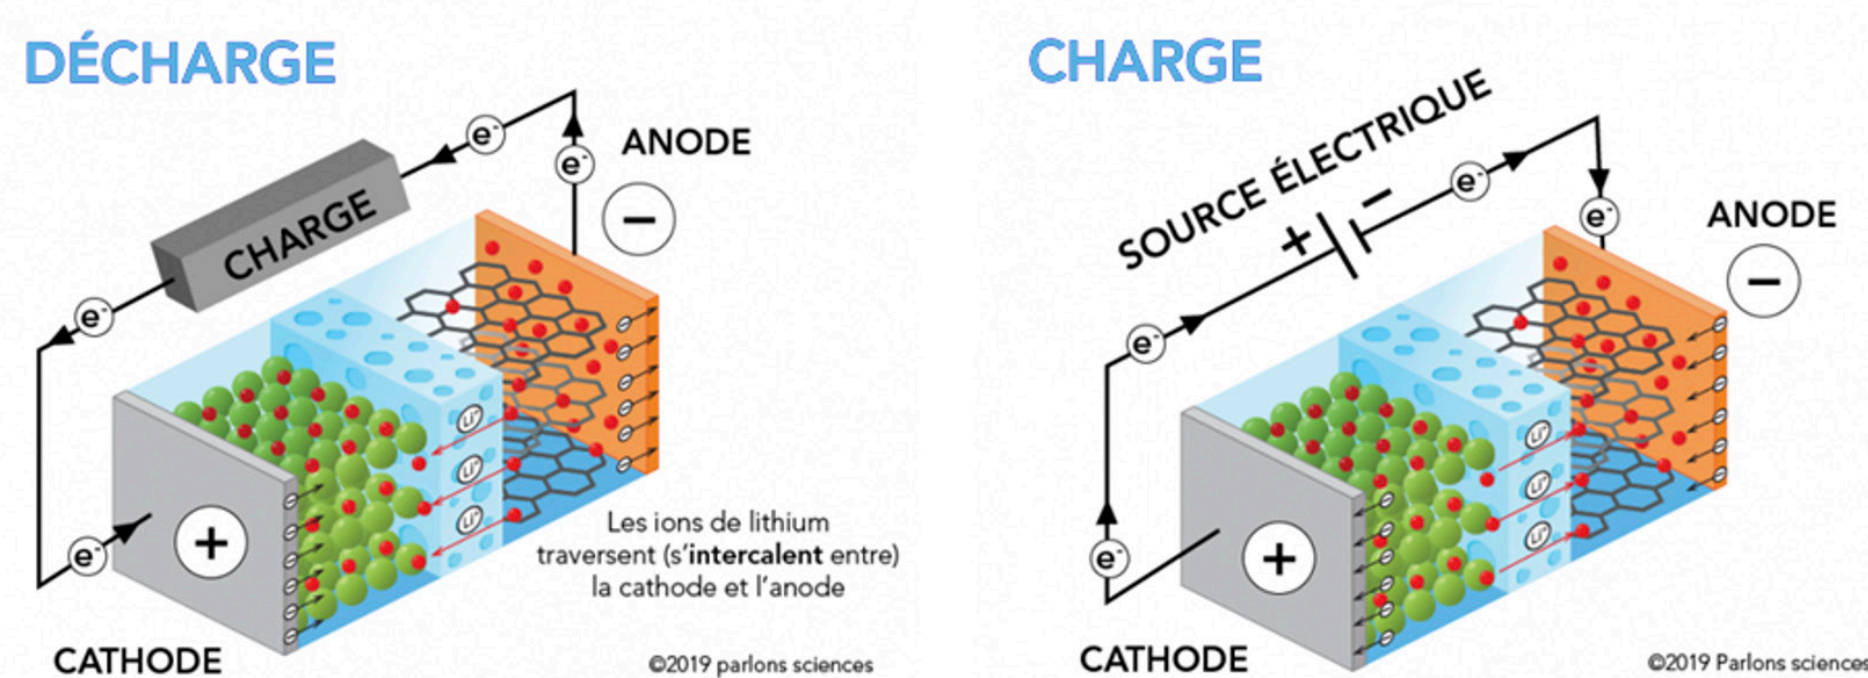 DÉCHARGE
e-
e-
ANODE
−
CHARGE
e-
Li+
Li+
Li+
+
e-
Les ions de lithium
traversent (s’intercalent entre)
la cathode et l’anode
CATHODE
©2019 parlons sciences
CHARGE
SOURCE ÉLECTRIQUE
+
−
e-
e-
ANODE
−
e-
Li+
Li+
Li+
+
e-
CATHODE
©2019 Parlons sciences